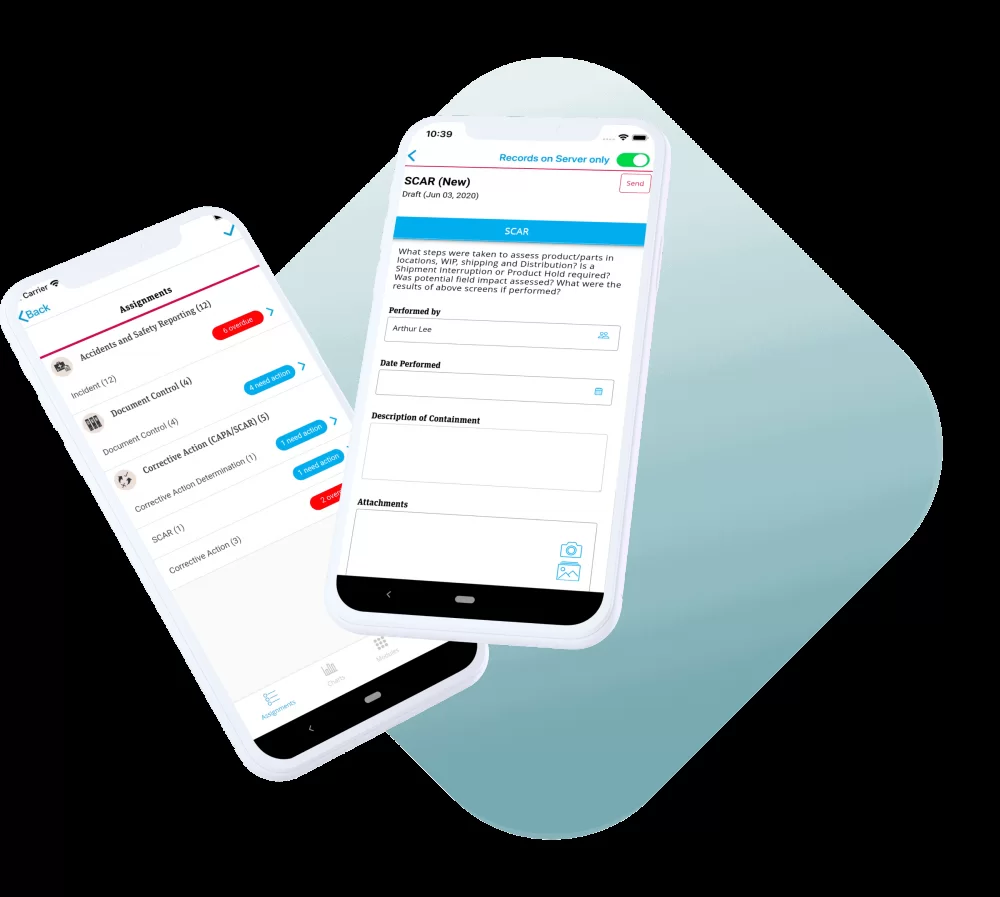 Carrier
Back
Assignments
Accidents and Safety Reporting (12)
6 overdue
Incident (12)
Document Control (4)
4 need action
Document Control (4)
Corrective Action (CAPA/SCAR) (5)
1 need action
Corrective Action Determination (1)
1 need action
SCAR (1)
2 over
Corrective Action (3)
Assignments
Charts
Modules
10:39
Records on Server only
SCAR (New)
Send
Draft (Jun 03, 2020)
SCAR
What steps were taken to assess product/parts in
locations, WIP, shipping and Distribution? Is a
Shipment Interruption or Product Hold required?
Was potential field impact assessed? What were the
results of above screens if performed?
Performed by
Arthur Lee
Date Performed
Description of Containment
Attachments